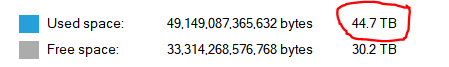 Used space: 49,149,087,365,632 bytes 44.7 TB
Free space: 33,314,268,576,768 bytes 30.2 TB